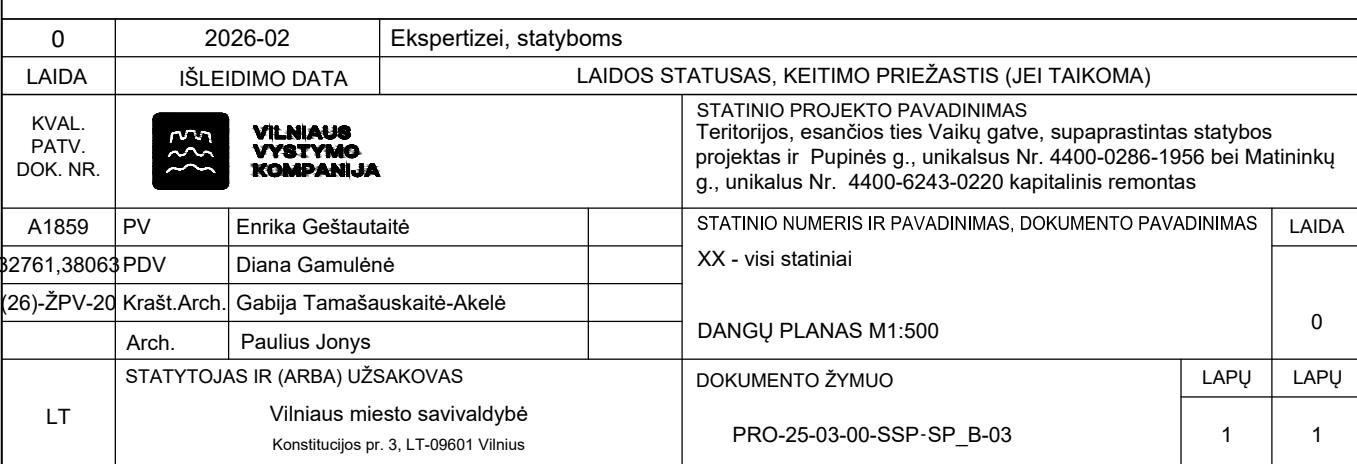 0 2026-02 Ekspertizei, statyboms
LAIDA IŠLEIDIMO DATA LAIDOS STATUSAS, KEITIMO PRIEŽASTIS (JEI TAIKOMA)
KVAL.
PATV.
DOK. NR.
VILNIAUS
VYSTYMO
KOMPANIJA
STATINIO PROJEKTO PAVADINIMAS
Teritorijos, esančios ties Vaikų gatve, supaprastintas statybos
projektas ir Pupinės g., unikalsus Nr. 4400-0286-1956 bei Matininkų
g., unikalus Nr. 4400-6243-0220 kapitalinis remontas
A1859 PV Enrika Geštautaitė
32761,38063 PDV Diana Gamulėnė
(26)-ŽPV-20 Krašt.Arch. Gabija Tamašauskaitė-Akelė
Arch. Paulius Jonys
STATINIO NUMERIS IR PAVADINIMAS, DOKUMENTO PAVADINIMAS
XX - visi statiniai
DANGŲ PLANAS M1:500
LAIDA
0
LT
STATYTOJAS IR (ARBA) UŽSAKOVAS
Vilniaus miesto savivaldybė
Konstitucijos pr. 3, LT-09601 Vilnius
DOKUMENTO ŽYMUO
PRO-25-03-00-SSP-SP_B-03
LAPŲ LAPŲ
1 1